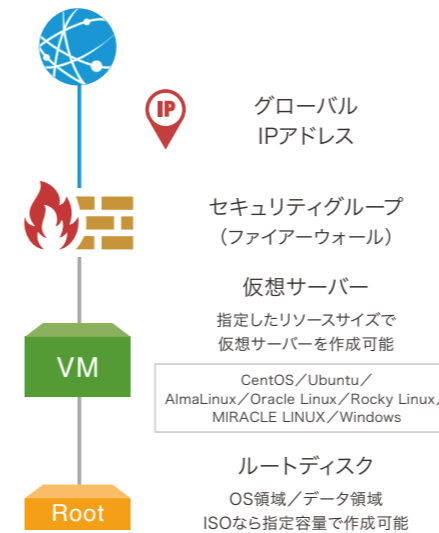 IP
グローバル
IPアドレス
セキュリティグループ
（ファイアーウォール）
仮想サーバー
指定したリソースサイズで
仮想サーバーを作成可能
VM
CentOS／Ubuntu／
AlmaLinux／Oracle Linux／Rocky Linux／
MIRACLE LINUX／Windows
ルートディスク
OS領域／データ領域
ISOなら指定容量で作成可能
Root